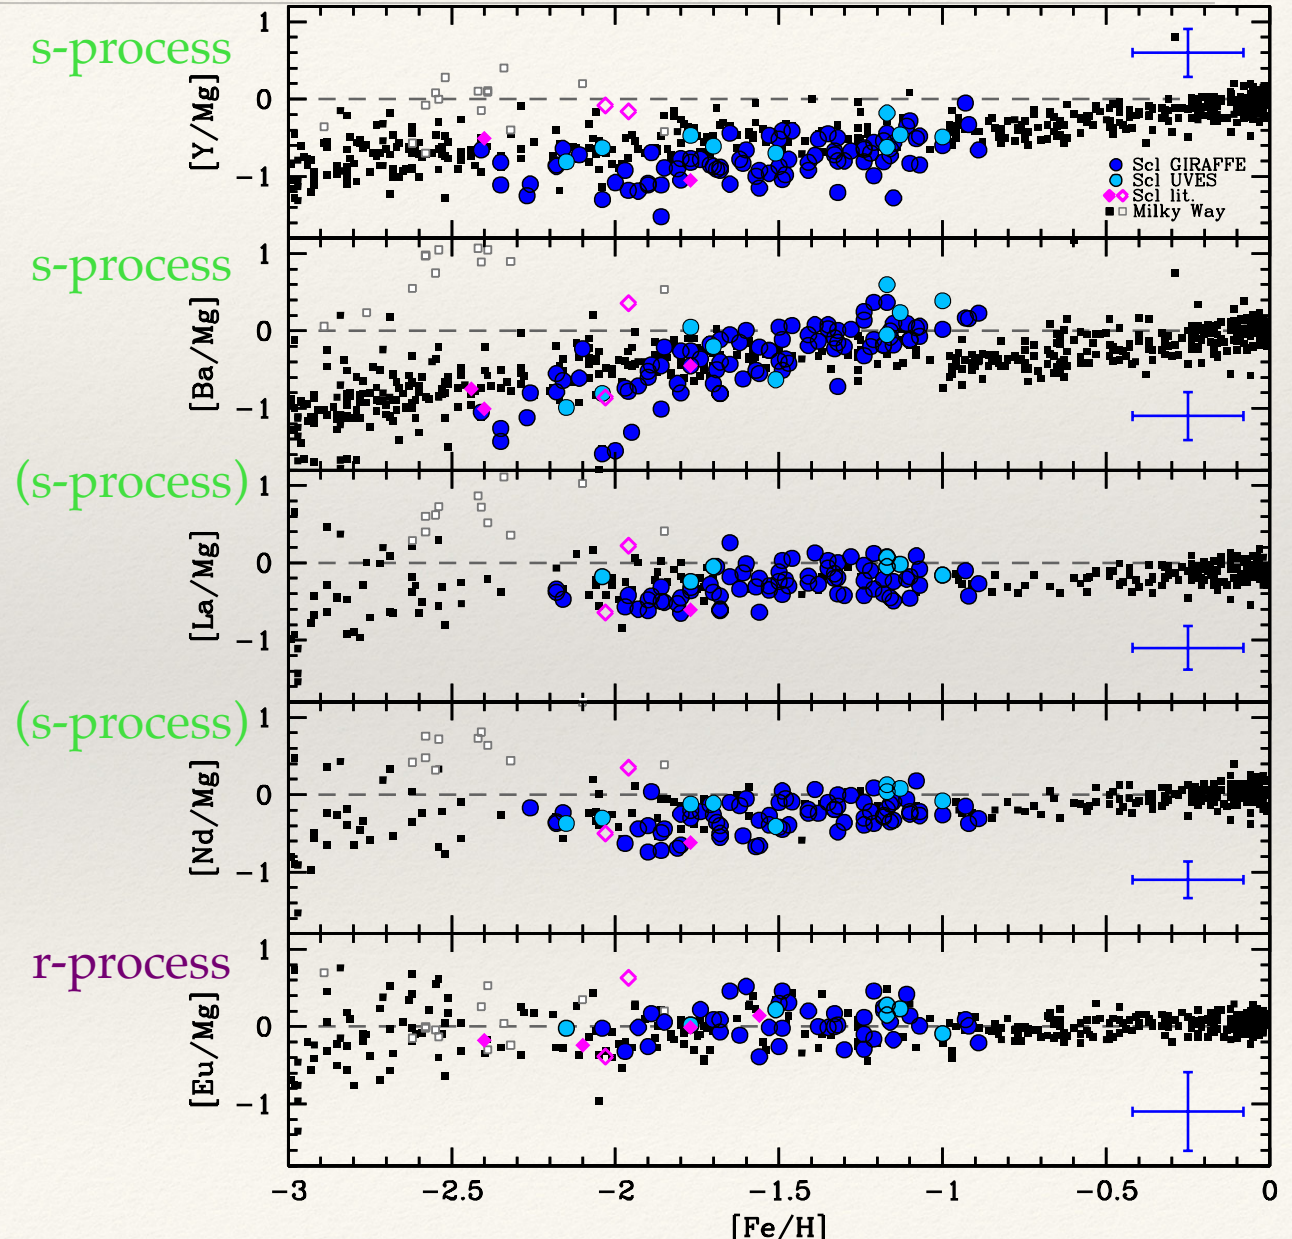 s-process
[Y/Mg]
1
0
−1
Scl GIRAFFE
Scl UVES
Scl lit.
Milky Way
s-process
[Ba/Mg]
1
0
−1
(s-process)
[La/Mg]
1
0
−1
(s-process)
[Nd/Mg]
1
0
−1
r-process
[Eu/Mg]
1
0
−1
−3 −2.5 −2 −1.5 −1 −0.5 0
[Fe/H]